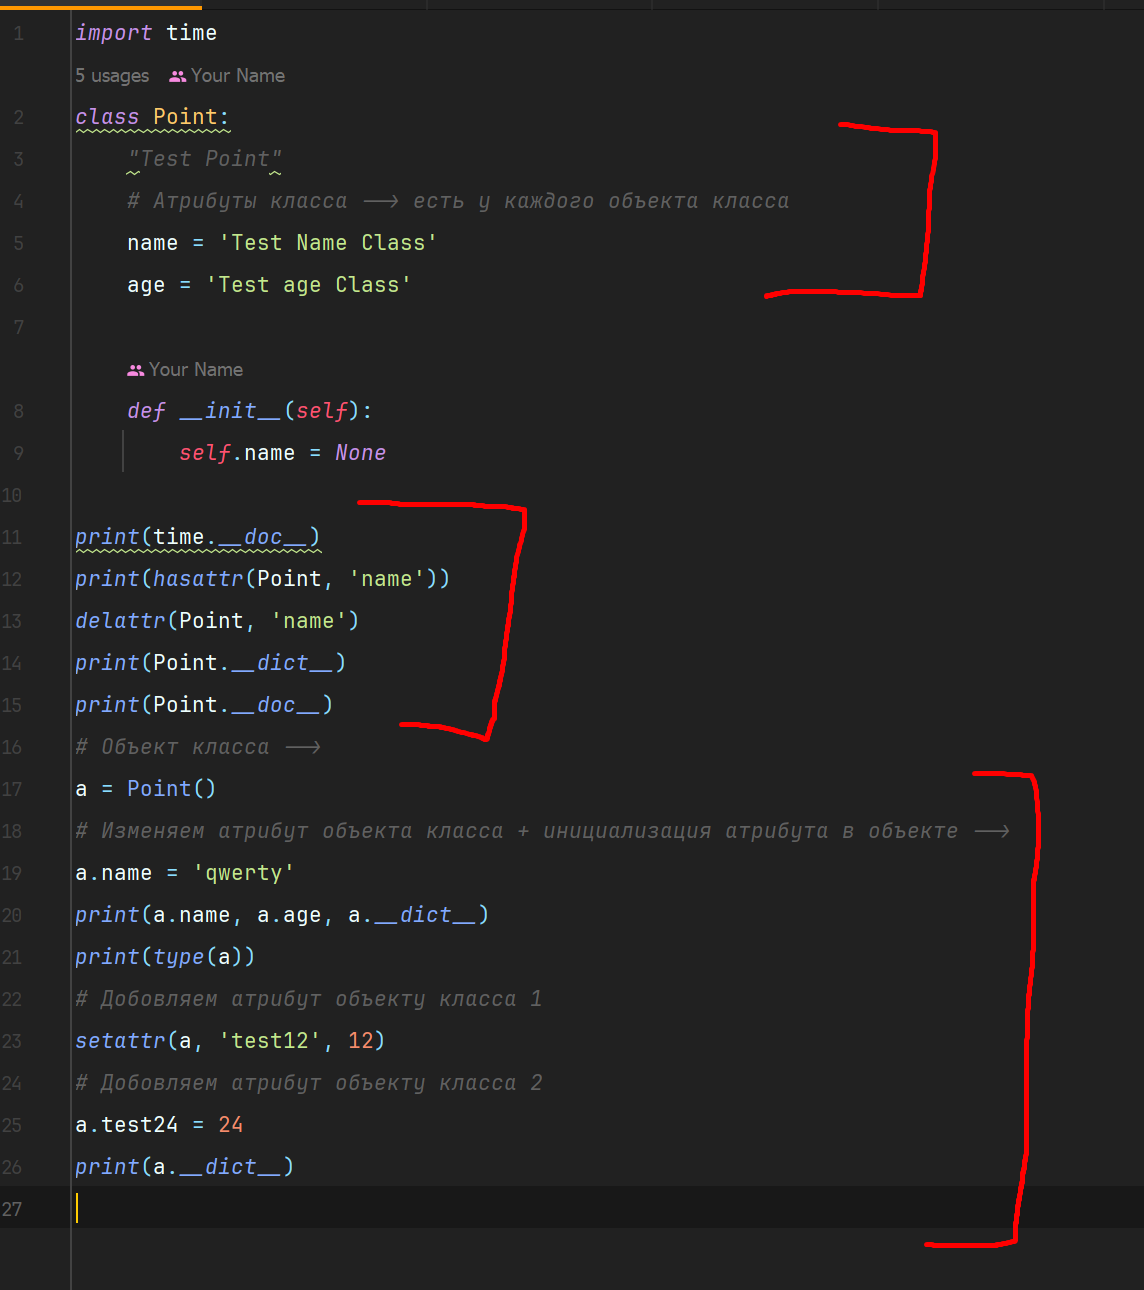 1 import time
5 usages Your Name
2 class Point:
3 "Test Point"
4 # Атрибуты класса --> есть у каждого объекта класса
5 name = 'Test Name Class'
6 age = 'Test age Class'
7
Your Name
8 def __init__(self):
9 self.name = None
10
11 print(time.__doc__)
12 print(hasattr(Point, 'name'))
13 delattr(Point, 'name')
14 print(Point.__dict__)
15 print(Point.__doc__)
16 # Объект класса -->
17 a = Point()
18 # Изменяем атрибут объекта класса + инициализация атрибута в объекте -->
19 a.name = 'qwerty'
20 print(a.name, a.age, a.__dict__)
21 print(type(a))
22 # Добовляем атрибут объекту класса 1
23 setattr(a, 'test12', 12)
24 # Добовляем атрибут объекту класса 2
25 a.test24 = 24
26 print(a.__dict__)
27